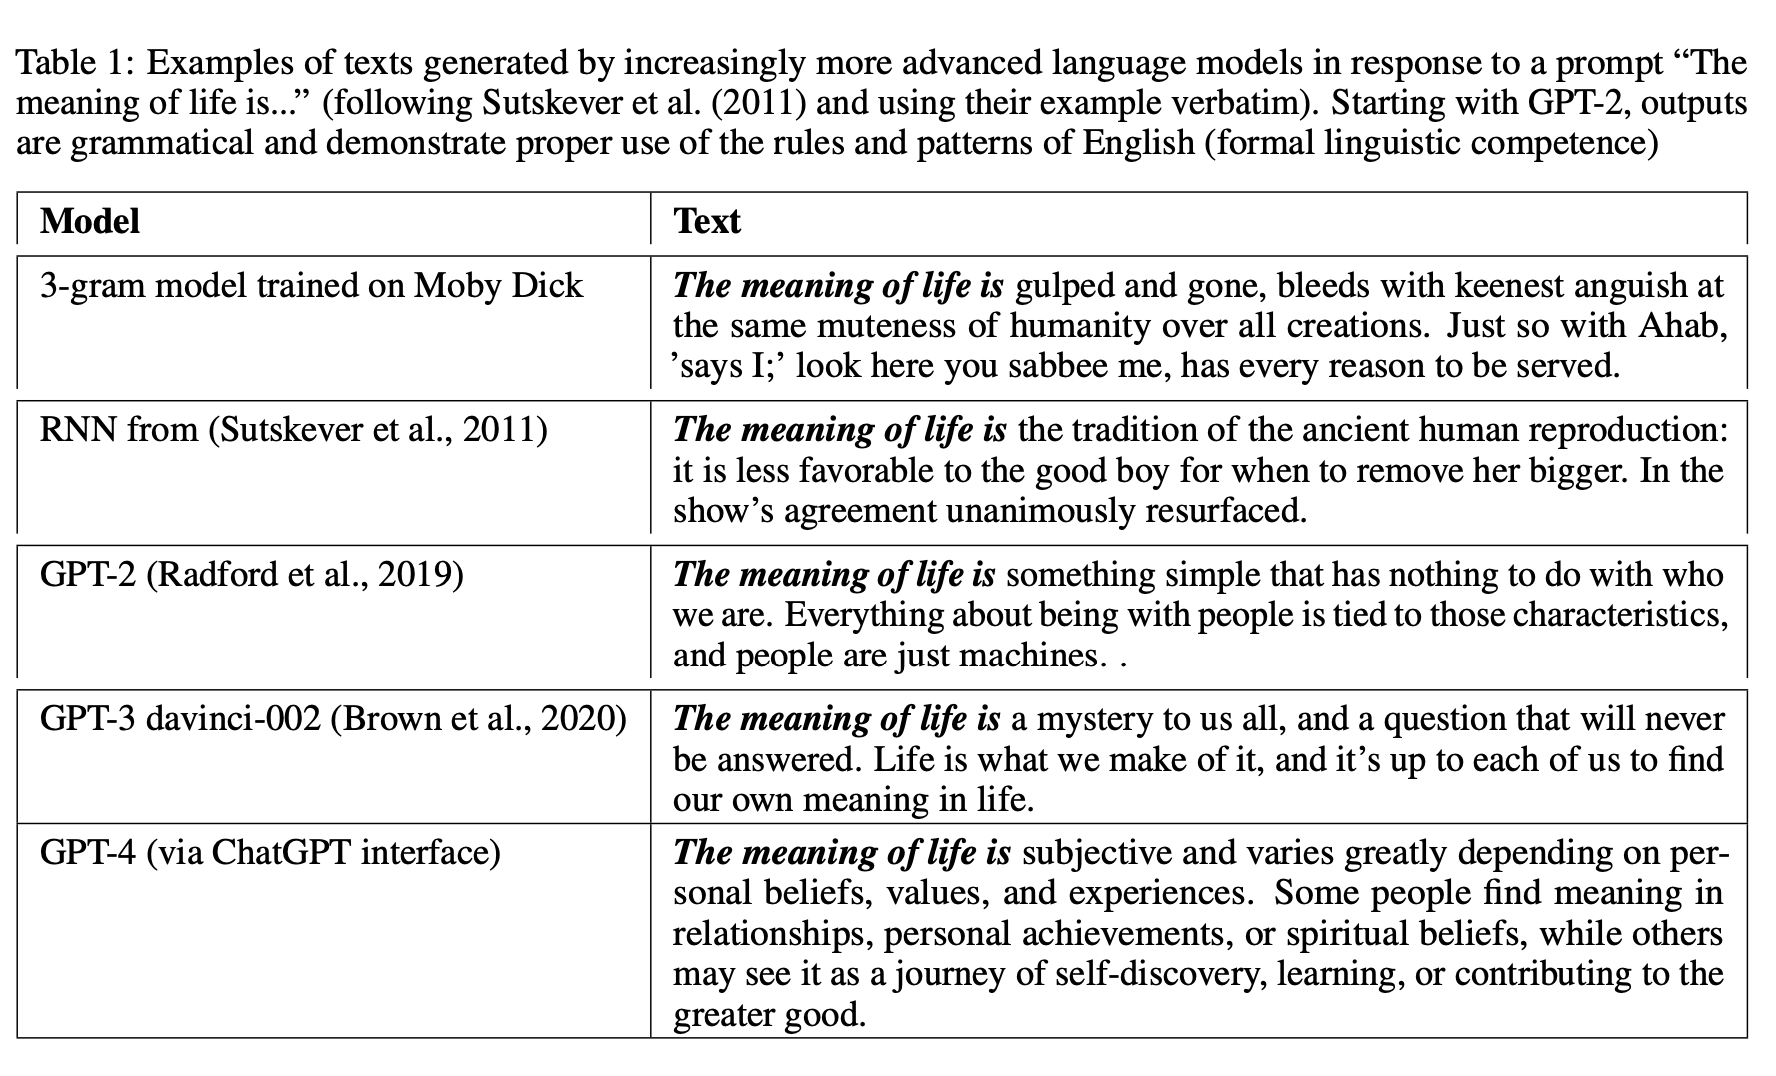 Table 1: Examples of texts generated by increasingly more advanced language models in response to a prompt “The
meaning of life is...” (following Sutskever et al. (2011) and using their example verbatim). Starting with GPT-2, outputs
are grammatical and demonstrate proper use of the rules and patterns of English (formal linguistic competence)
Model
Text
3-gram model trained on Moby Dick
The meaning of life is gulped and gone, bleeds with keenest anguish at
the same muteness of humanity over all creations. Just so with Ahab,
’says I;’ look here you sabbee me, has every reason to be served.
RNN from (Sutskever et al., 2011)
The meaning of life is the tradition of the ancient human reproduction:
it is less favorable to the good boy for when to remove her bigger. In the
show’s agreement unanimously resurfaced.
GPT-2 (Radford et al., 2019)
The meaning of life is something simple that has nothing to do with who
we are. Everything about being with people is tied to those characteristics,
and people are just machines. .
GPT-3 davinci-002 (Brown et al., 2020)
The meaning of life is a mystery to us all, and a question that will never
be answered. Life is what we make of it, and it’s up to each of us to find
our own meaning in life.
GPT-4 (via ChatGPT interface)
The meaning of life is subjective and varies greatly depending on per-
sonal beliefs, values, and experiences. Some people find meaning in
relationships, personal achievements, or spiritual beliefs, while others
may see it as a journey of self-discovery, learning, or contributing to the
greater good.